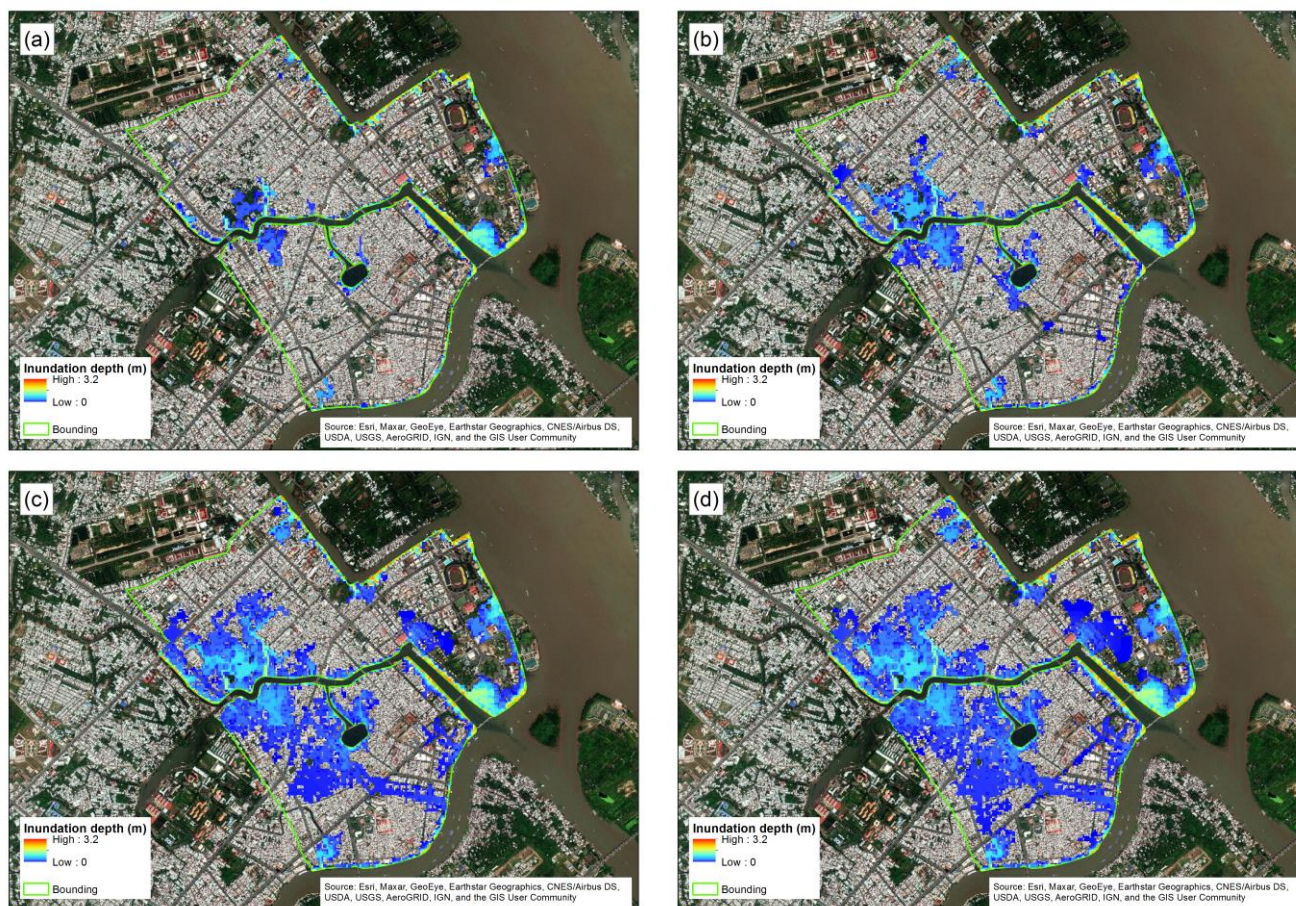 (a)
Inundation depth (m)
High : 3.2
Low : 0
Bounding
Source: Esri, Maxar, GeoEye, Earthstar Geographics, CNES/Airbus DS,
USDA, USGS, AeroGRID, IGN, and the GIS User Community
(b)
Inundation depth (m)
High : 3.2
Low : 0
Bounding
Source: Esri, Maxar, GeoEye, Earthstar Geographics, CNES/Airbus DS,
USDA, USGS, AeroGRID, IGN, and the GIS User Community
(c)
Inundation depth (m)
High : 3.2
Low : 0
Bounding
Source: Esri, Maxar, GeoEye, Earthstar Geographics, CNES/Airbus DS,
USDA, USGS, AeroGRID, IGN, and the GIS User Community
(d)
Inundation depth (m)
High : 3.2
Low : 0
Bounding
Source: Esri, Maxar, GeoEye, Earthstar Geographics, CNES/Airbus DS,
USDA, USGS, AeroGRID, IGN, and the GIS User Community